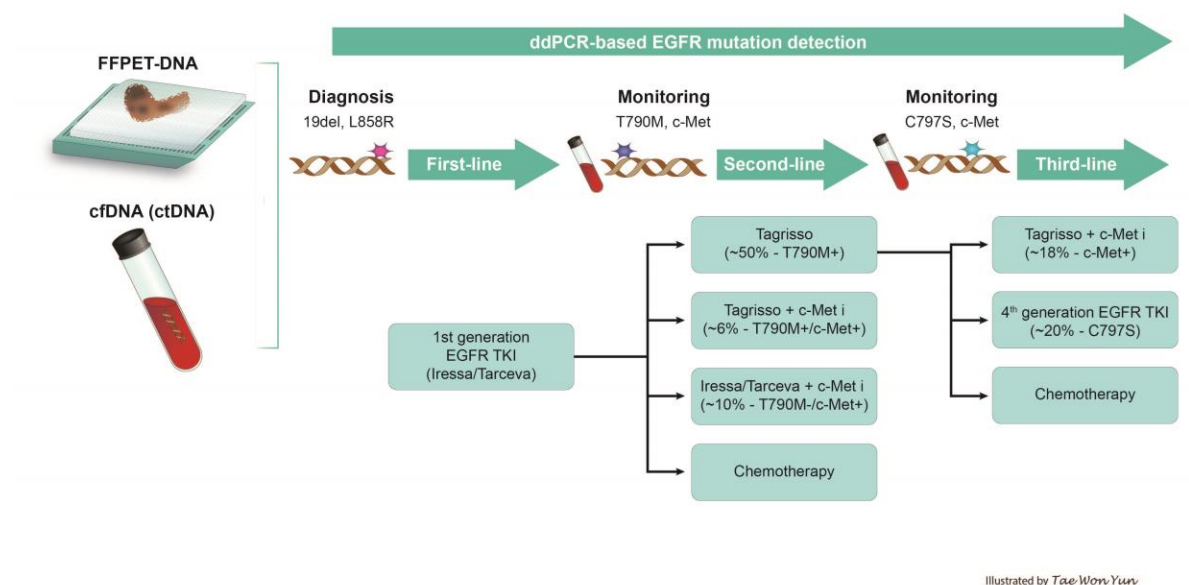 ddPCR-based EGFR mutation detection
FFPET-DNA
cfDNA (ctDNA)
Diagnosis
19del, L858R
First-line
Monitoring
T790M, c-Met
Second-line
Monitoring
C797S, c-Met
Third-line
1st generation
EGFR TKI
(Iressa/Tarceva)
Tagrisso
(~50% - T790M+)
Tagrisso + c-Met i
(~6% - T790M+/c-Met+)
Iressa/Tarceva + c-Met i
(~10% - T790M-/c-Met+)
Chemotherapy
Tagrisso + c-Met i
(~18% - c-Met+)
4th generation EGFR TKI
(~20% - C797S)
Chemotherapy
Illustrated by Tae Won Yun